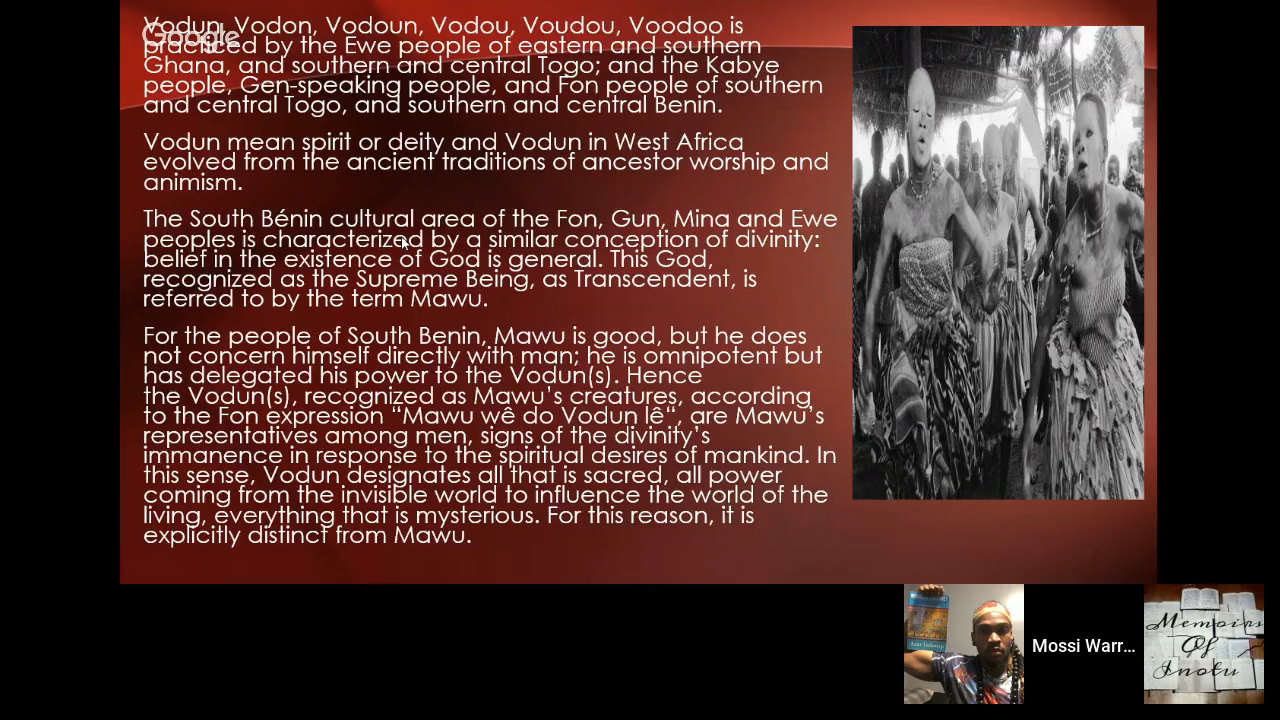 Vodun, Vodon, Vodoun, Vodou, Voudou, Voodoo is
Google
practiced by the Ewe people of eastern and southern
Ghana, and southern and central Togo; and the Kabye
people, Gen-speaking people, and Fon people of southern
and central Togo, and southern and central Benin.
Vodun mean spirit or deity and Vodun in West Africa
evolved from the ancient traditions of ancestor worship and
animism.
The South Bénin cultural area of the Fon, Gun, Mina and Ewe
peoples is characterized by a similar conception of divinity:
belief in the existence of God is general. This God,
recognized as the Supreme Being, as Transcendent, is
referred to by the term Mawu.
For the people of South Benin, Mawu is good, but he does
not concern himself directly with man; he is omnipotent but
has delegated his power to the Vodun(s). Hence
the Vodun(s), recognized as Mawu’s creatures, according
to the Fon expression “Mawu wê do Vodun lê“, are Mawu’s
representatives among men, signs of the divinity’s
immanence in response to the spiritual desires of mankind. In
this sense, Vodun designates all that is sacred, all power
coming from the invisible world to influence the world of the
living, everything that is mysterious. For this reason, it is
explicitly distinct from Mawu.
Mossi Warr...
Memoirs
Of